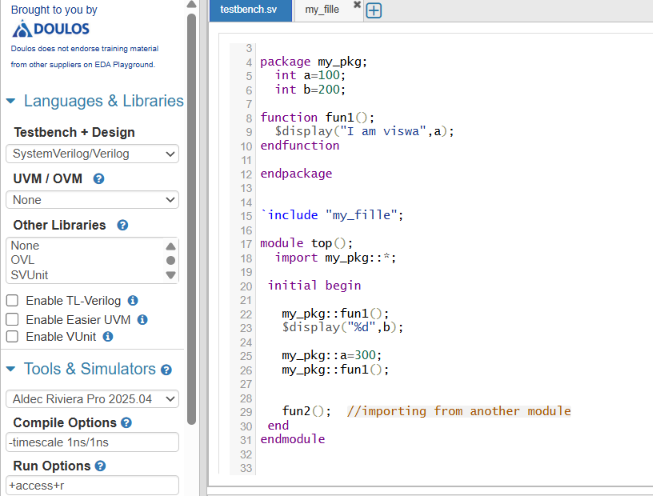 Brought to you by
DOULOS
Doulos does not endorse training material
from other suppliers on EDA Playground.
Languages & Libraries
Testbench + Design
SystemVerilog/Verilog
UVM / OVM ?
None
Other Libraries ?
None
OVL
SVUnit
Enable TL-Verilog i
Enable Easier UVM i
Enable VUnit i
Tools & Simulators ?
Aldec Riviera Pro 2025.04
Compile Options ?
-timescale 1ns/1ns
Run Options ?
+access+r
testbench.sv my_fille
3
4 package my_pkg;
5 int a=100;
6 int b=200;
7
8 function fun1();
9 $display("I am viswa",a);
10 endfunction
11
12 endpackage
13
14
15 `include "my_fille";
16
17 module top();
18 import my_pkg::*;
19
20 initial begin
21
22 my_pkg::fun1();
23 $display("%d",b);
24
25 my_pkg::a=300;
26 my_pkg::fun1();
27
28
29 fun2(); //importing from another module
30 end
31 endmodule
32
33